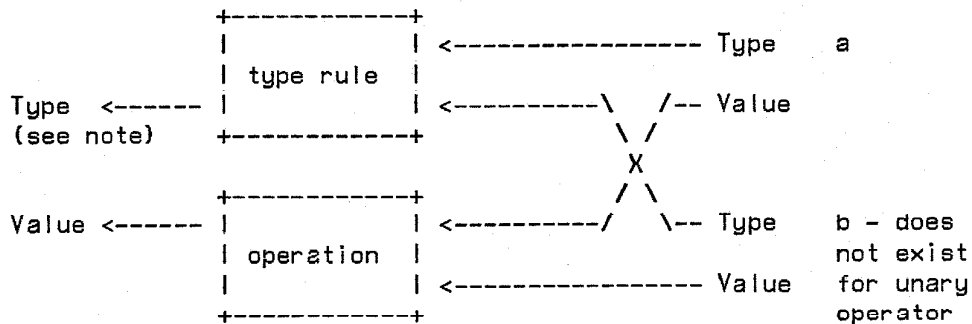 Type a
type rule
Type
Value
(see note)
X
Value
Type b - does
operation
not exist
Value for unary
operator